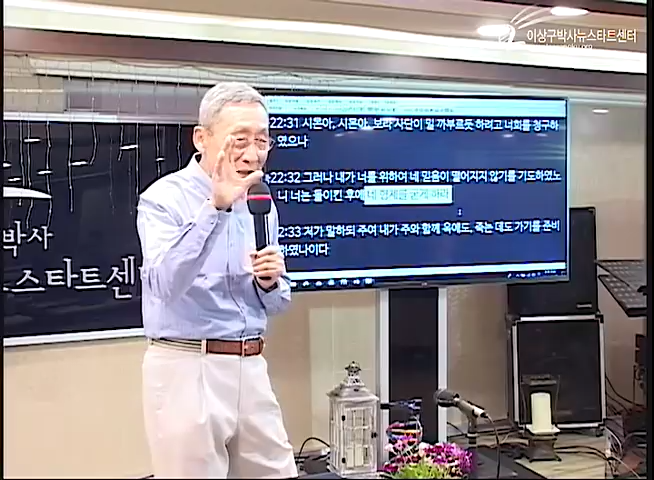 이상구박사뉴스타트센터
22:31 시몬아, 시몬아, 보라 사단이 밀 까부르듯 하려고 너희를 청구하
였으나
22:32 그러나 내가 너를 위하여 네 믿음이 떨어지지 않기를 기도하였노
니 너는 돌이킨 후에 네 형제를 굳게 하라
2:33 저가 말하되 주여 내가 주와 함께 옥에도, 죽는 데도 가기를 준비
하였나이다
박사
스타트센